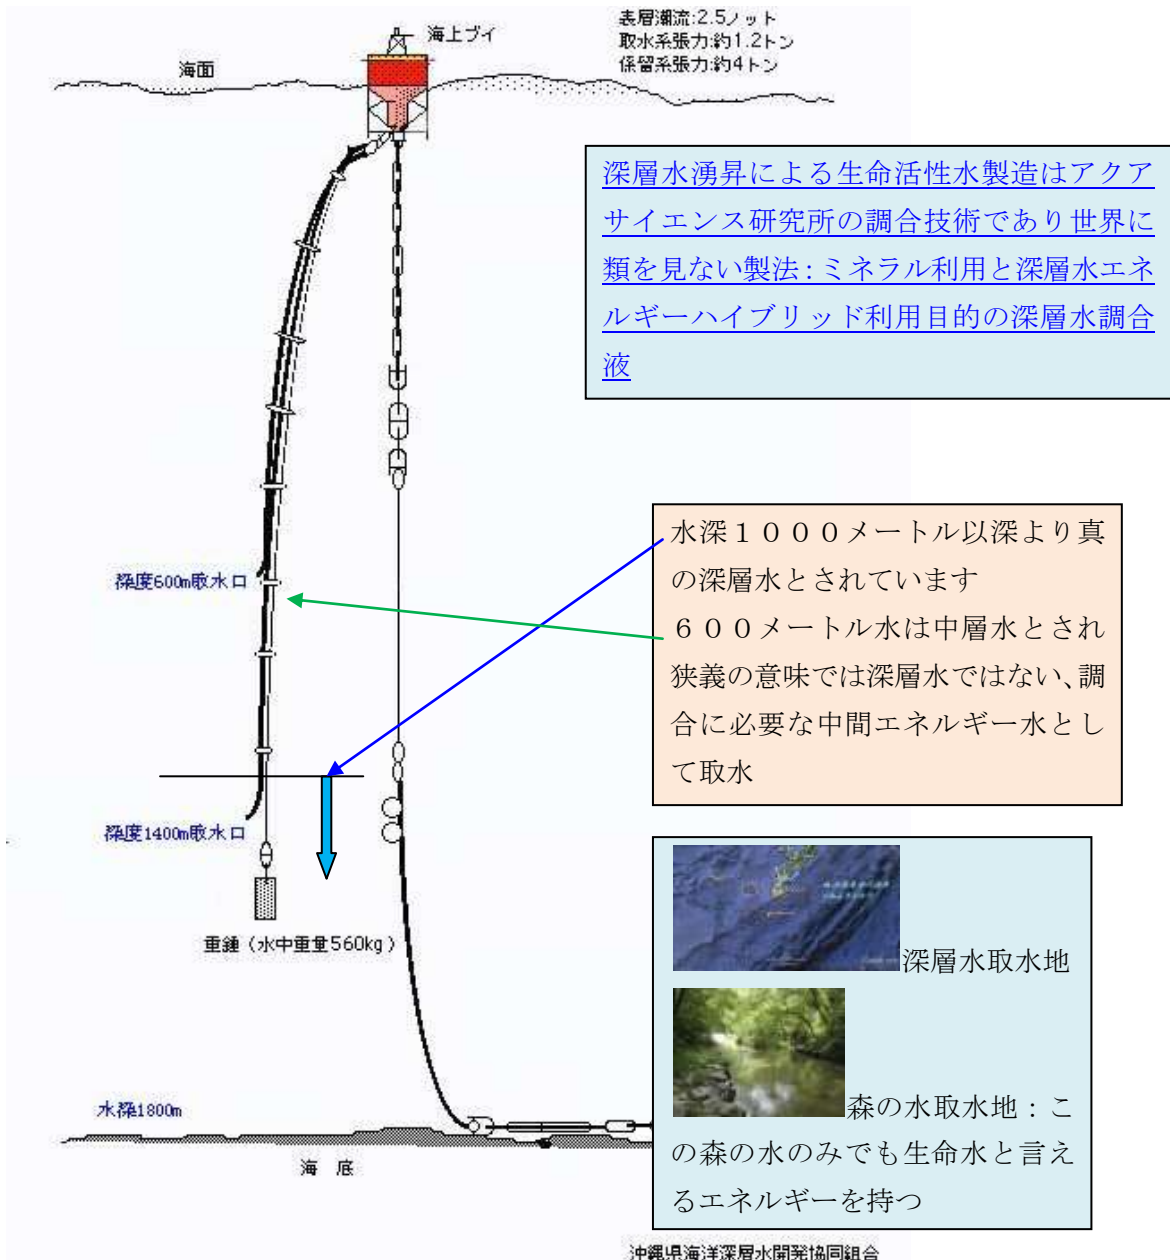 表層潮流:2.5ノット
取水系張力:約1.2トン
係留系張力:約4トン
海上ブイ
海面
深層水湧昇による生命活性水製造はアクア
サイエンス研究所の調合技術であり世界に
類を見ない製法：ミネラル利用と深層水エネ
ルギーハイブリッド利用目的の深層水調合
液
水深１０００メートル以深より真
の深層水とされています
６００メートル水は中層水とされ
狭義の意味では深層水ではない、調
合に必要な中間エネルギー水とし
て取水
深度600m取水口
深度1400m取水口
重錘（水中重量560kg）
深層水取水地
森の水取水地：こ
の森の水のみでも生命水と言え
るエネルギーを持つ
水深1800m
海底
沖縄県海洋深層水開発協同組合